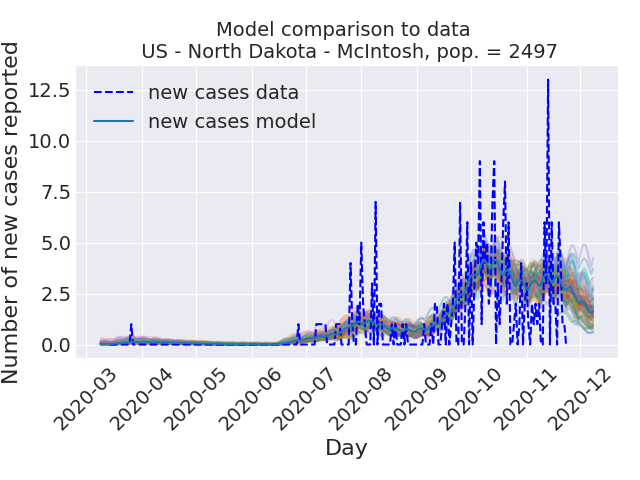 Model comparison to data
US - North Dakota - McIntosh, pop. = 2497
new cases data
new cases model
Number of new cases reported
12.5
10.0
7.5
5.0
2.5
0.0
2020-03
2020-04
2020-05
2020-06
2020-07
2020-08
2020-09
2020-10
2020-11
2020-12
Day